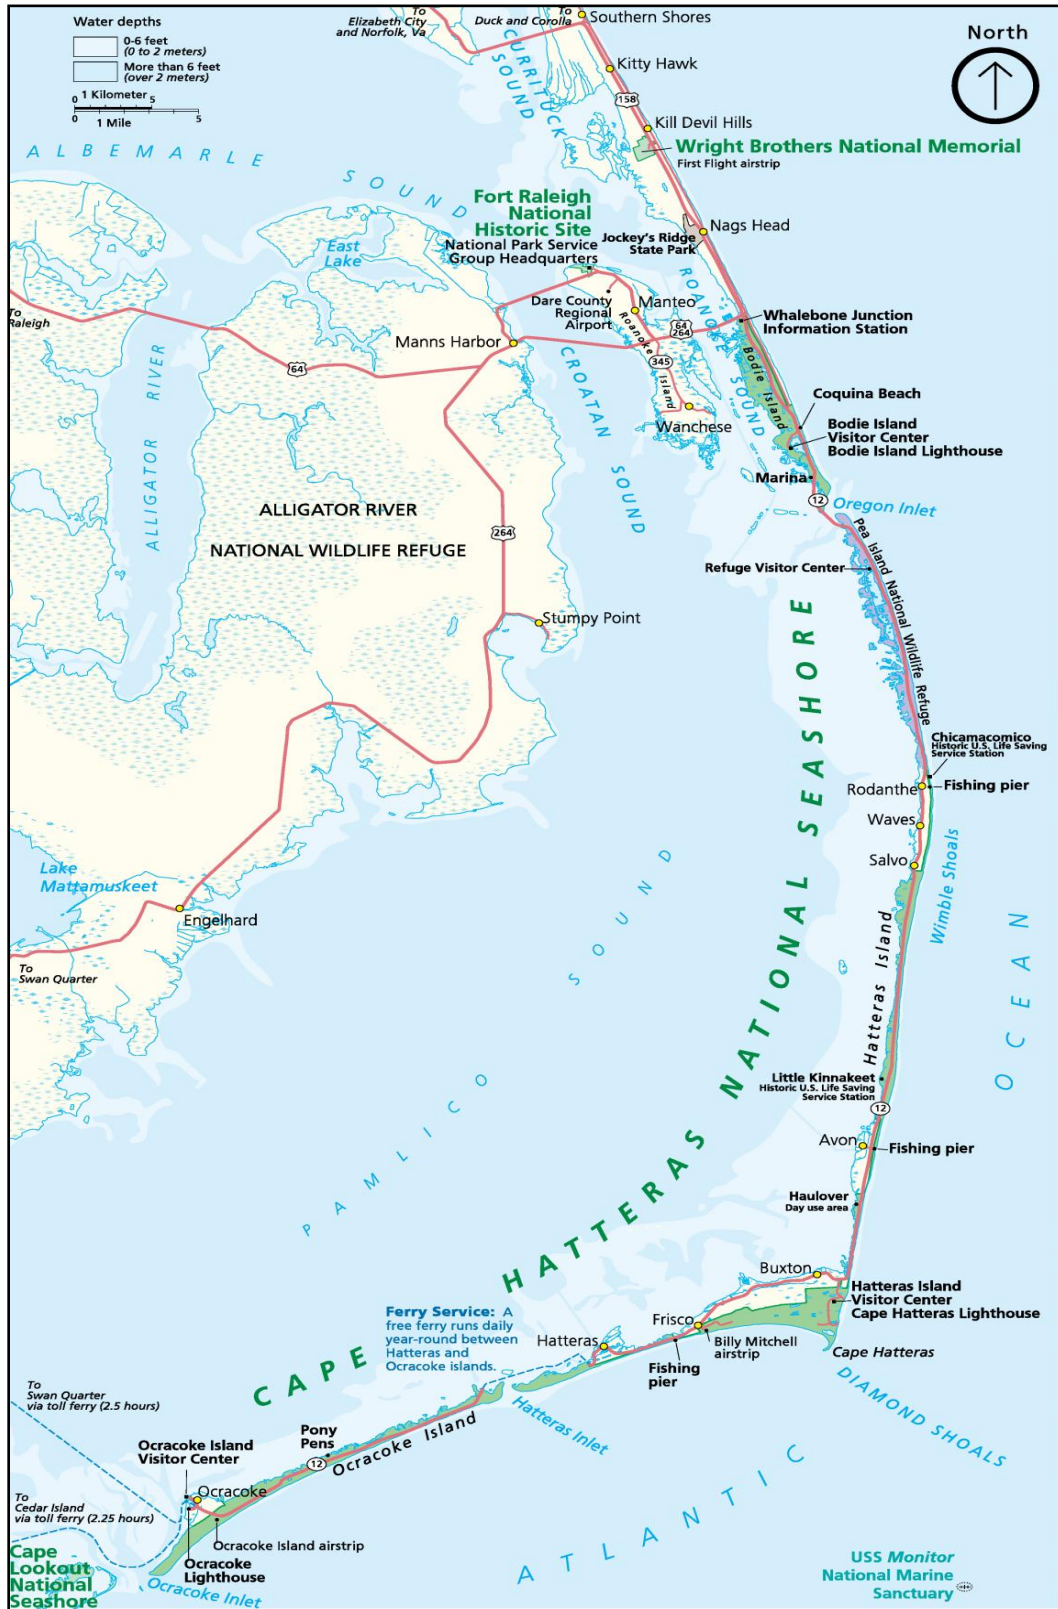 Water depths
0-6 feet
(0 to 2 meters)
More than 6 feet
(over 2 meters)
1 Kilometer
0 5
0 5
1 Mile
To
Elizabeth City
and Norfolk, Va
To
Duck and Corolla
Southern Shores
North
CURRITUCK
SOUND
Kitty Hawk
158
Kill Devil Hills
Wright Brothers National Memorial
First Flight airstrip
ALBEMARLE
SOUND
Fort Raleigh
National
Historic Site
National Park Service
Group Headquarters
East
Lake
Nags Head
Jockey's Ridge
State Park
ROANOKE
SOUND
Dare County
Regional
Airport
Manteo
Roanoke
Island
To
Raleigh
Manns Harbor
64
264
Whalebone Junction
Information Station
64
345
Bodie Island
ALLIGATOR
RIVER
CROATAN
SOUND
Wanchese
Coquina Beach
Bodie Island
Visitor Center
Bodie Island Lighthouse
Marina
12
Oregon Inlet
ALLIGATOR RIVER
NATIONAL WILDLIFE REFUGE
264
Pea Island National Wildlife Refuge
Refuge Visitor Center
Stumpy Point
Chicamacomico
Historic U.S. Life Saving
Service Station
Rodanthe
Fishing pier
Waves
Salvo
Wimble Shoals
Lake
Mattamuskeet
Engelhard
To
Swan Quarter
PAMLICO
SOUND
CAPE HATTERAS NATIONAL SEASHORE
Hatteras Island
ATLANTIC
OCEAN
Little Kinnakeet
Historic U.S. Life Saving
Service Station
12
Avon
Fishing pier
Haulover
Day use area
Buxton
Hatteras Island
Visitor Center
Cape Hatteras Lighthouse
Ferry Service: A
free ferry runs daily
year-round between
Hatteras and
Ocracoke islands.
Hatteras
Frisco
Billy Mitchell
airstrip
Fishing
pier
Cape Hatteras
DIAMOND SHOALS
Hatteras Inlet
To
Swan Quarter
via toll ferry (2.5 hours)
Ocracoke Island
Visitor Center
Pony
Pens
12
Ocracoke Island
Ocracoke
To
Cedar Island
via toll ferry (2.25 hours)
Ocracoke Island airstrip
Ocracoke
Lighthouse
Cape
Lookout
National
Seashore
Ocracoke Inlet
USS Monitor
National Marine
Sanctuary